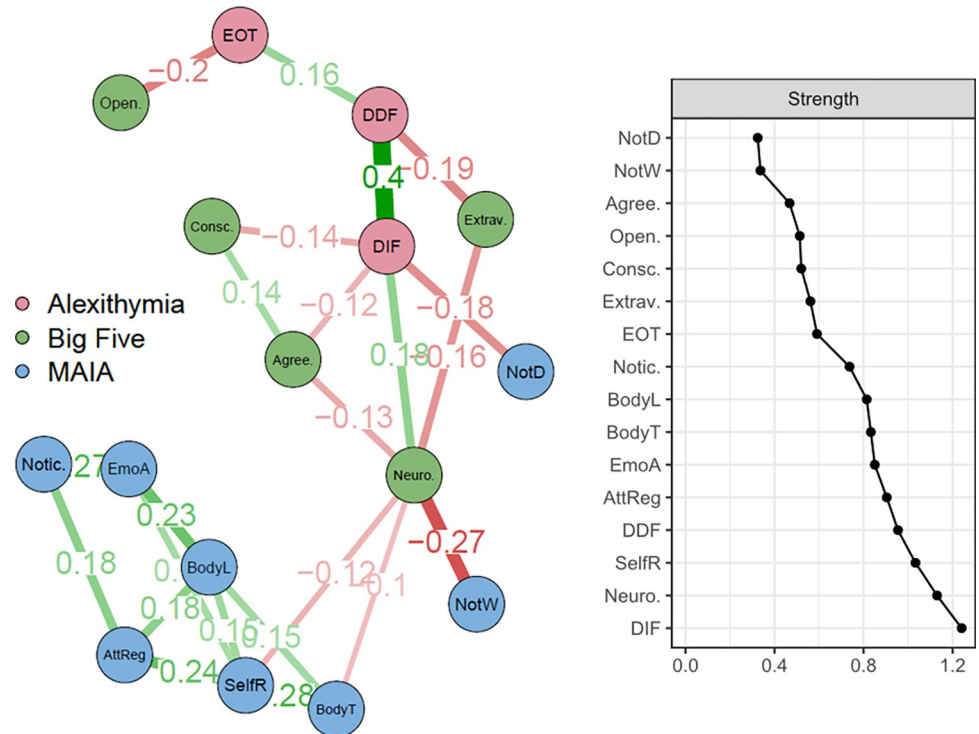 EOT
−0.2
0.16
Open.
DDF
−0.19
0.4
Extrav.
Consc.
−0.14
DIF
0.14
−0.12
−0.18
Alexithymia
Big Five
MAIA
Agree.
0.18
−0.16
NotD
−0.13
Notic.
27
EmoA
Neuro.
0.23
−0.27
0.18
0.
BodyL
−0.12
−0.1
NotW
0.18
0.15
0.15
AttReg
0.24
SelfR
.28
BodyT
Strength
NotD
NotW
Agree.
Open.
Consc.
Extrav.
EOT
Notic.
BodyL
BodyT
EmoA
AttReg
DDF
SelfR
Neuro.
DIF
0.0 0.4 0.8 1.2